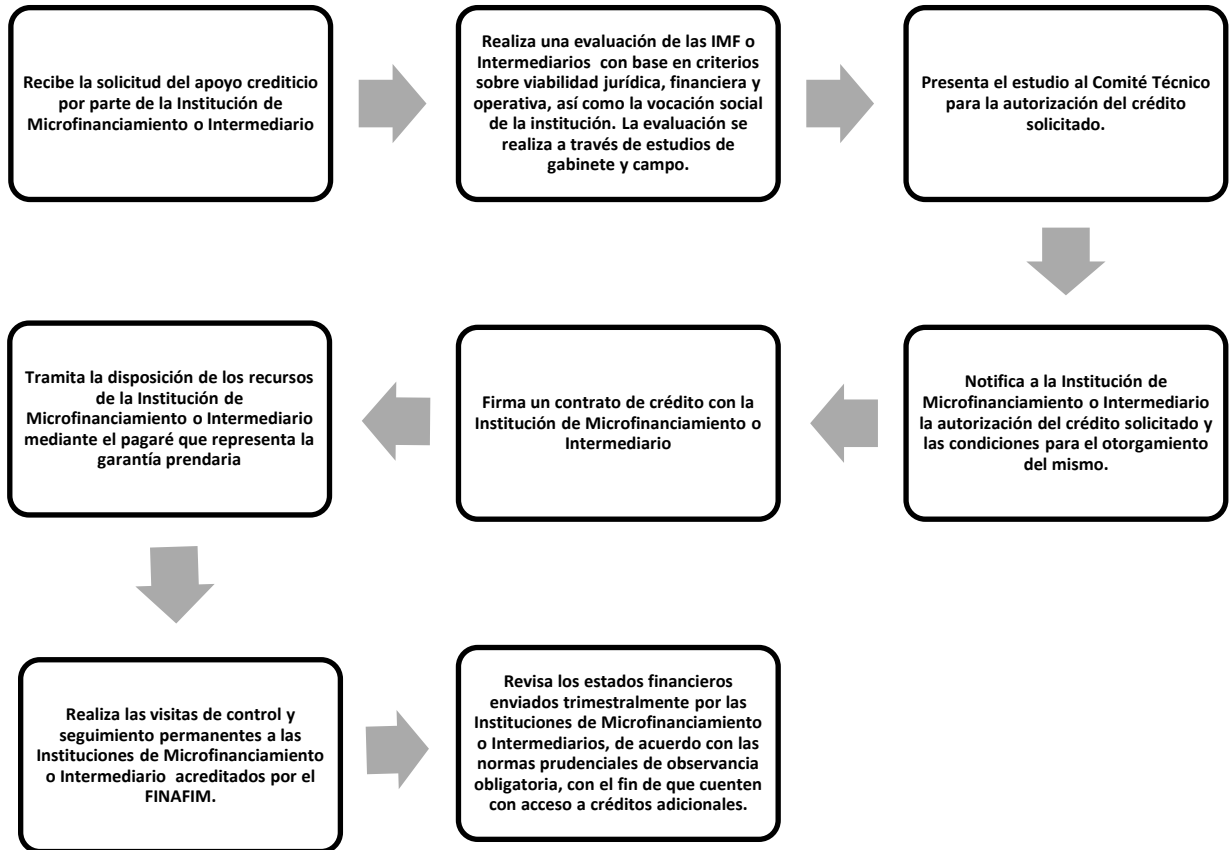 Recibe la solicitud del apoyo crediticio
por parte de la Institución de
Microfinanciamiento o Intermediario
Realiza una evaluación de las IMF o
Intermediarios con base en criterios
sobre viabilidad jurídica, financiera y
operativa, así como la vocación social
de la institución. La evaluación se
realiza a través de estudios de
gabinete y campo.
Presenta el estudio al Comité Técnico
para la autorización del crédito
solicitado.
Notifica a la Institución de
Microfinanciamiento o Intermediario
la autorización del crédito solicitado y
las condiciones para el otorgamiento
del mismo.
Firma un contrato de crédito con la
Institución de Microfinanciamiento o
Intermediario
Tramita la disposición de los recursos
de la Institución de
Microfinanciamiento o Intermediario
mediante el pagaré que representa la
garantía prendaria
Realiza las visitas de control y
seguimiento permanentes a las
Instituciones de Microfinanciamiento
o Intermediario acreditados por el
FINAFIM.
Revisa los estados financieros
enviados trimestralmente por las
Instituciones de Microfinanciamiento
o Intermediarios, de acuerdo con las
normas prudenciales de observancia
obligatoria, con el fin de que cuenten
con acceso a créditos adicionales.